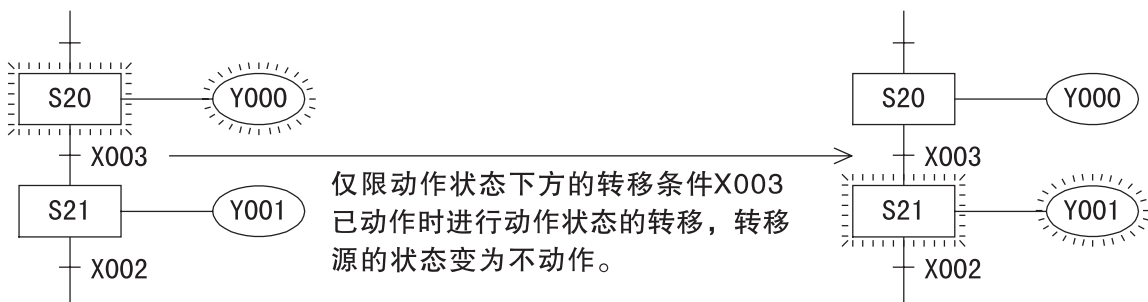 S20
Y000
X003
S21
Y001
X002
仅限动作状态下方的转移条件X003
已动作时进行动作状态的转移，转移
源的状态变为不动作。
S20
Y000
X003
S21
Y001
X002